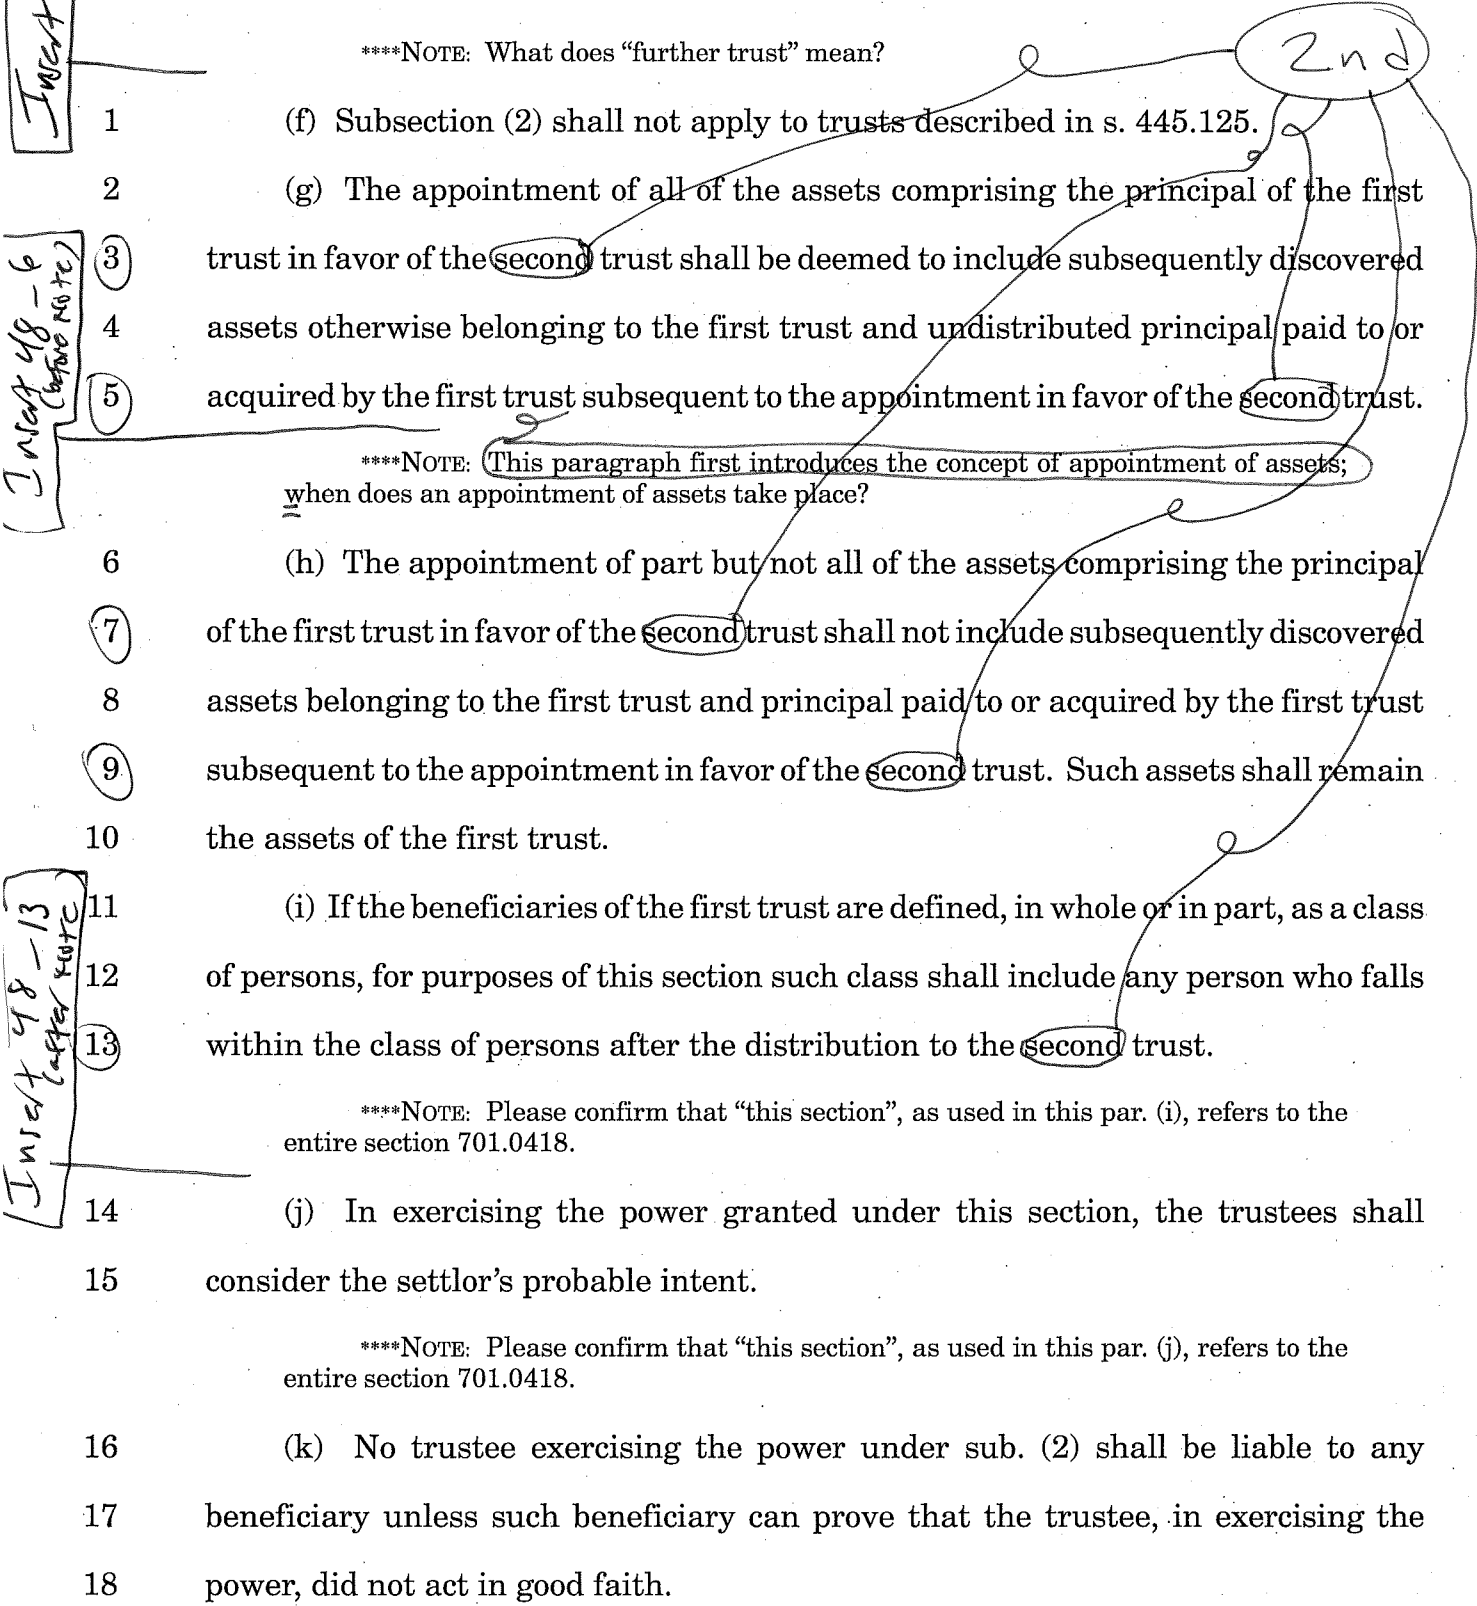 Insert
****NOTE: What does “further trust” mean?
2nd
1 (f) Subsection (2) shall not apply to trusts described in s. 445.125.
2 (g) The appointment of all of the assets comprising the principal of the first
3 trust in favor of the second trust shall be deemed to include subsequently discovered
4 assets otherwise belonging to the first trust and undistributed principal paid to or
5 acquired by the first trust subsequent to the appointment in favor of the second trust.
Insert 48-6
(before note)
****NOTE: This paragraph first introduces the concept of appointment of assets;
when does an appointment of assets take place?
6 (h) The appointment of part but not all of the assets comprising the principal
7 of the first trust in favor of the second trust shall not include subsequently discovered
8 assets belonging to the first trust and principal paid to or acquired by the first trust
9 subsequent to the appointment in favor of the second trust. Such assets shall remain
10 the assets of the first trust.
11 (i) If the beneficiaries of the first trust are defined, in whole or in part, as a class
12 of persons, for purposes of this section such class shall include any person who falls
13 within the class of persons after the distribution to the second trust.
Insert 48-13
(after note
****NOTE: Please confirm that “this section”, as used in this par. (i), refers to the
entire section 701.0418.
14 (j) In exercising the power granted under this section, the trustees shall
15 consider the settlor’s probable intent.
****NOTE: Please confirm that “this section”, as used in this par. (j), refers to the
entire section 701.0418.
16 (k) No trustee exercising the power under sub. (2) shall be liable to any
17 beneficiary unless such beneficiary can prove that the trustee, in exercising the
18 power, did not act in good faith.